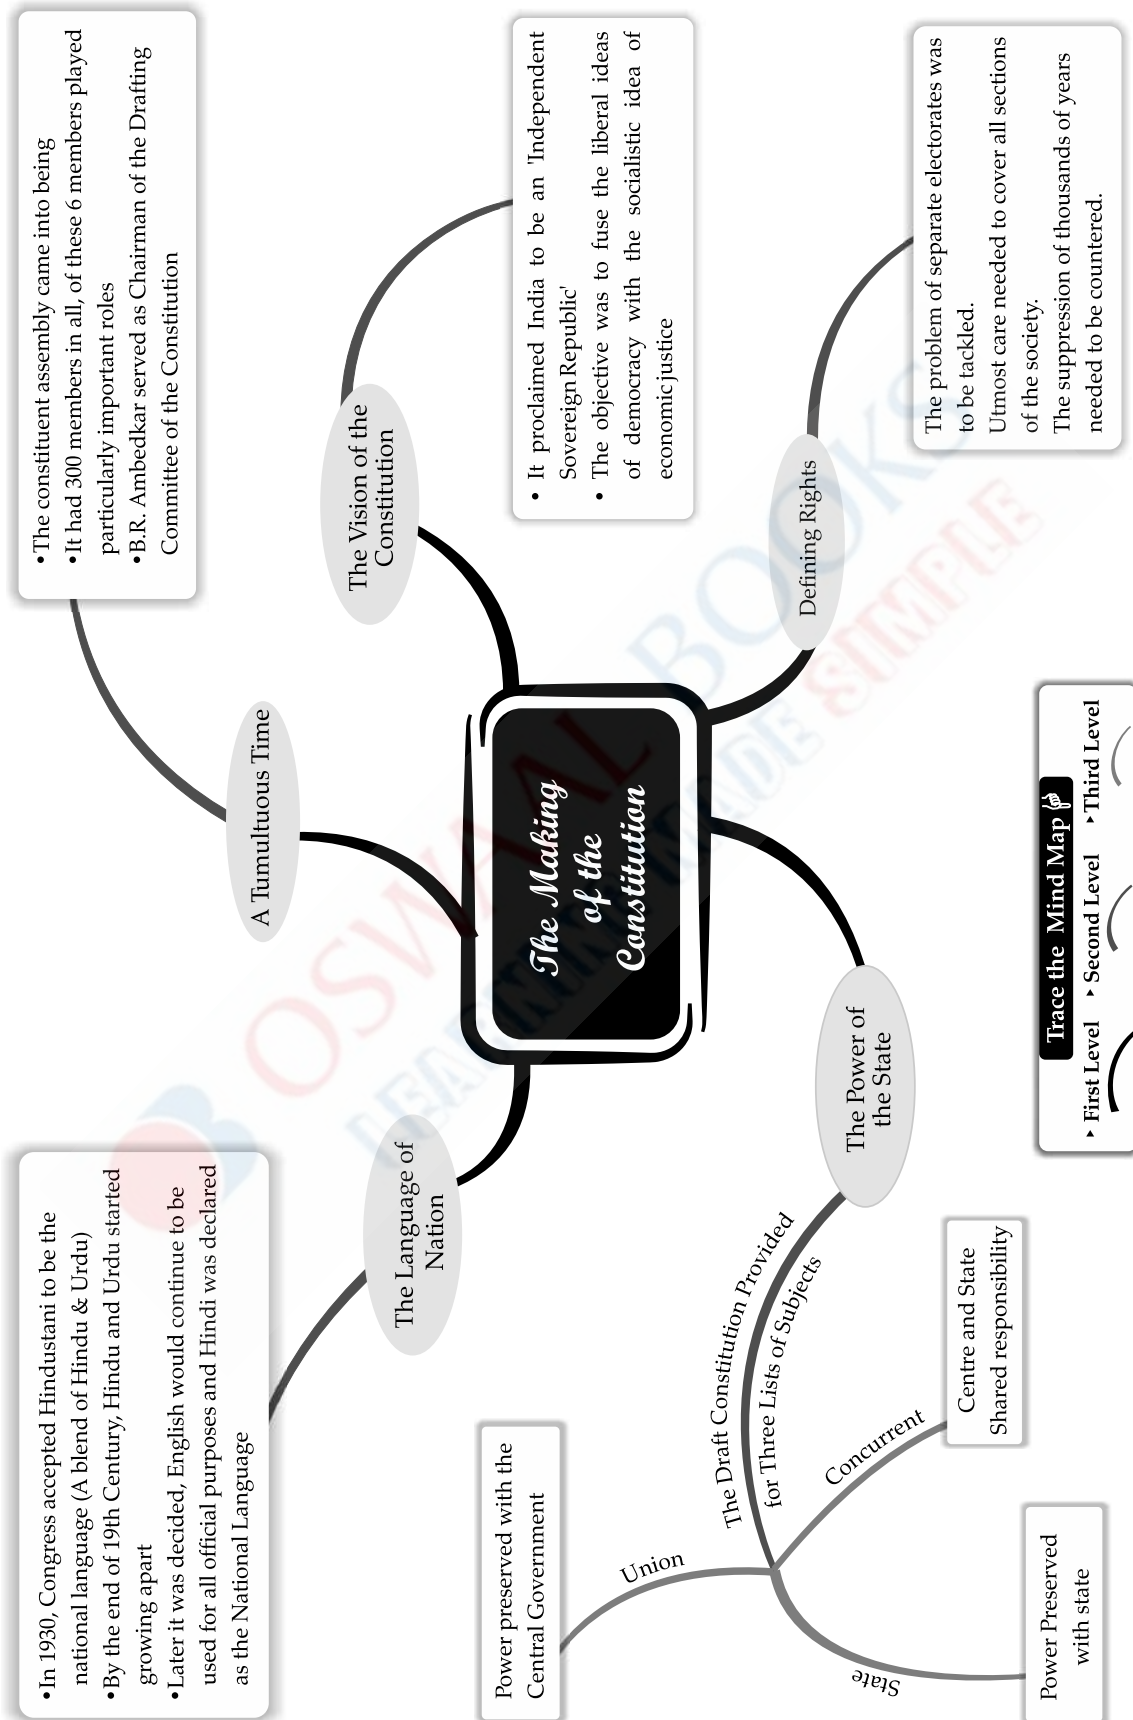 The Making
of the
Constitution
A Tumultuous Time
•The constituent assembly came into being
•It had 300 members in all, of these 6 members played
particularly important roles
•B.R. Ambedkar served as Chairman of the Drafting
Committee of the Constitution
The Vision of the
Constitution
• It proclaimed India to be an 'Independent
Sovereign Republic'
• The objective was to fuse the liberal ideas
of democracy with the socialistic idea of
economic justice
Defining Rights
The problem of separate electorates was
to be tackled.
Utmost care needed to cover all sections
of the society.
The suppression of thousands of years
needed to be countered.
The Power of
the State
The Draft Constitution Provided
for Three Lists of Subjects
Union
Power preserved with the
Central Government
Concurrent
Centre and State
Shared responsibility
State
Power Preserved
with state
The Language of
Nation
•In 1930, Congress accepted Hindustani to be the
national language (A blend of Hindu & Urdu)
•By the end of 19th Century, Hindu and Urdu started
growing apart
•Later it was decided, English would continue to be
used for all official purposes and Hindi was declared
as the National Language
Trace the Mind Map
▸ First Level ▸ Second Level ▸Third Level
OSWAAL BOOKS
LEARNING MADE SIMPLE